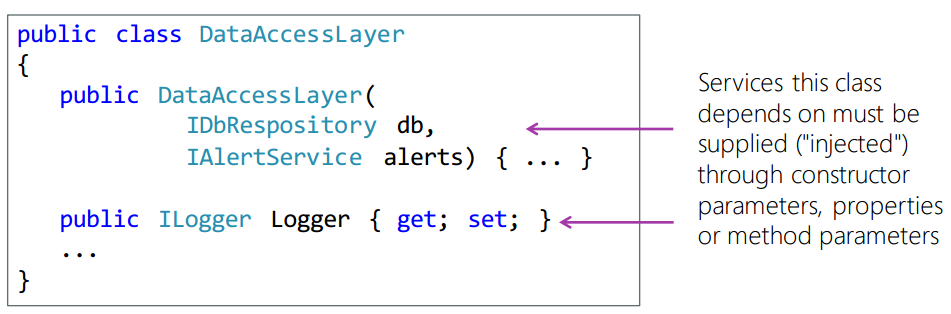 public class DataAccessLayer
{
public DataAccessLayer(
IDbRespository db,
IAlertService alerts) { ... }
public ILogger Logger { get; set; }
...
}
Services this class
depends on must be
supplied ("injected")
through constructor
parameters, properties
or method parameters